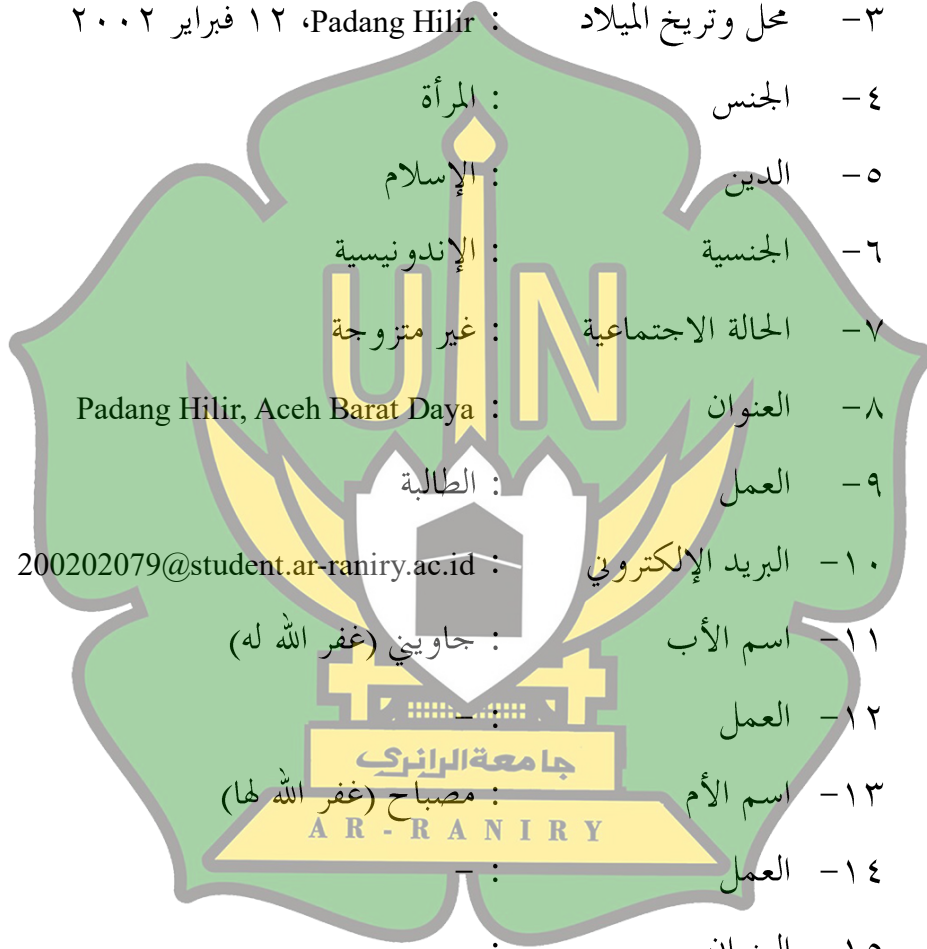 ٣- محل وتريخ الميلاد : Padang Hilir، ١٢ فبراير ٢٠٠٢
٤- الجنس : المرأة
٥- الدين : الإسلام
٦- الجنسية : الإندونيسية
UIN
٧- الحالة الاجتماعية : غير متزوجة
٨- العنوان : Padang Hilir, Aceh Barat Daya
٩- العمل : الطالبة
١٠- البريد الإلكتروني : 200202079@student.ar-raniry.ac.id
١١- اسم الأب : جاويني (غفر الله له)
١٢- العمل : -
جامعة الرانري
١٣- اسم الأم : مصباح (غفر الله لها)
AR-RANIRY
١٤- العمل : -
١٥- العنوان :